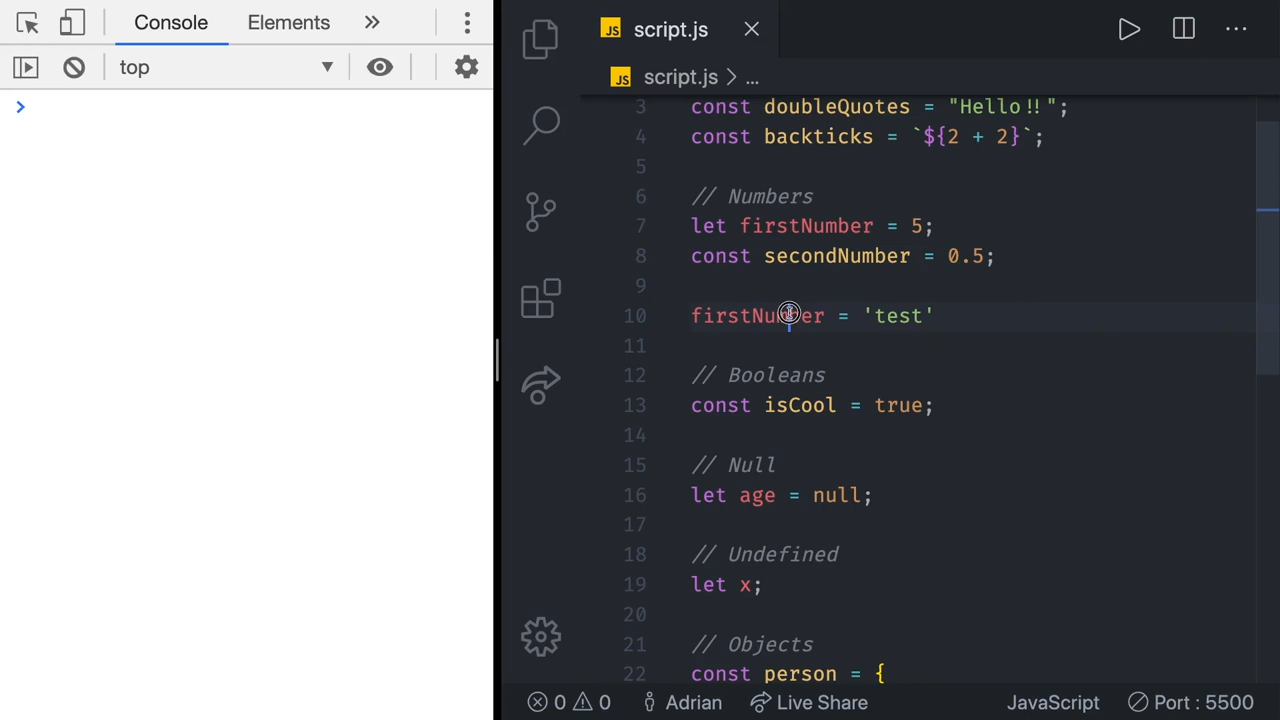 Console Elements
top
JS script.js
JS script.js > ...
3 const doubleQuotes = "Hello!!";
4 const backticks = `${2 + 2}`;
5
6 // Numbers
7 let firstNumber = 5;
8 const secondNumber = 0.5;
9
10 firstNumber = 'test'
11
12 // Booleans
13 const isCool = true;
14
15 // Null
16 let age = null;
17
18 // Undefined
19 let x;
20
21 // Objects
22 const person = {
0 0 Adrian Live Share JavaScript Port : 5500